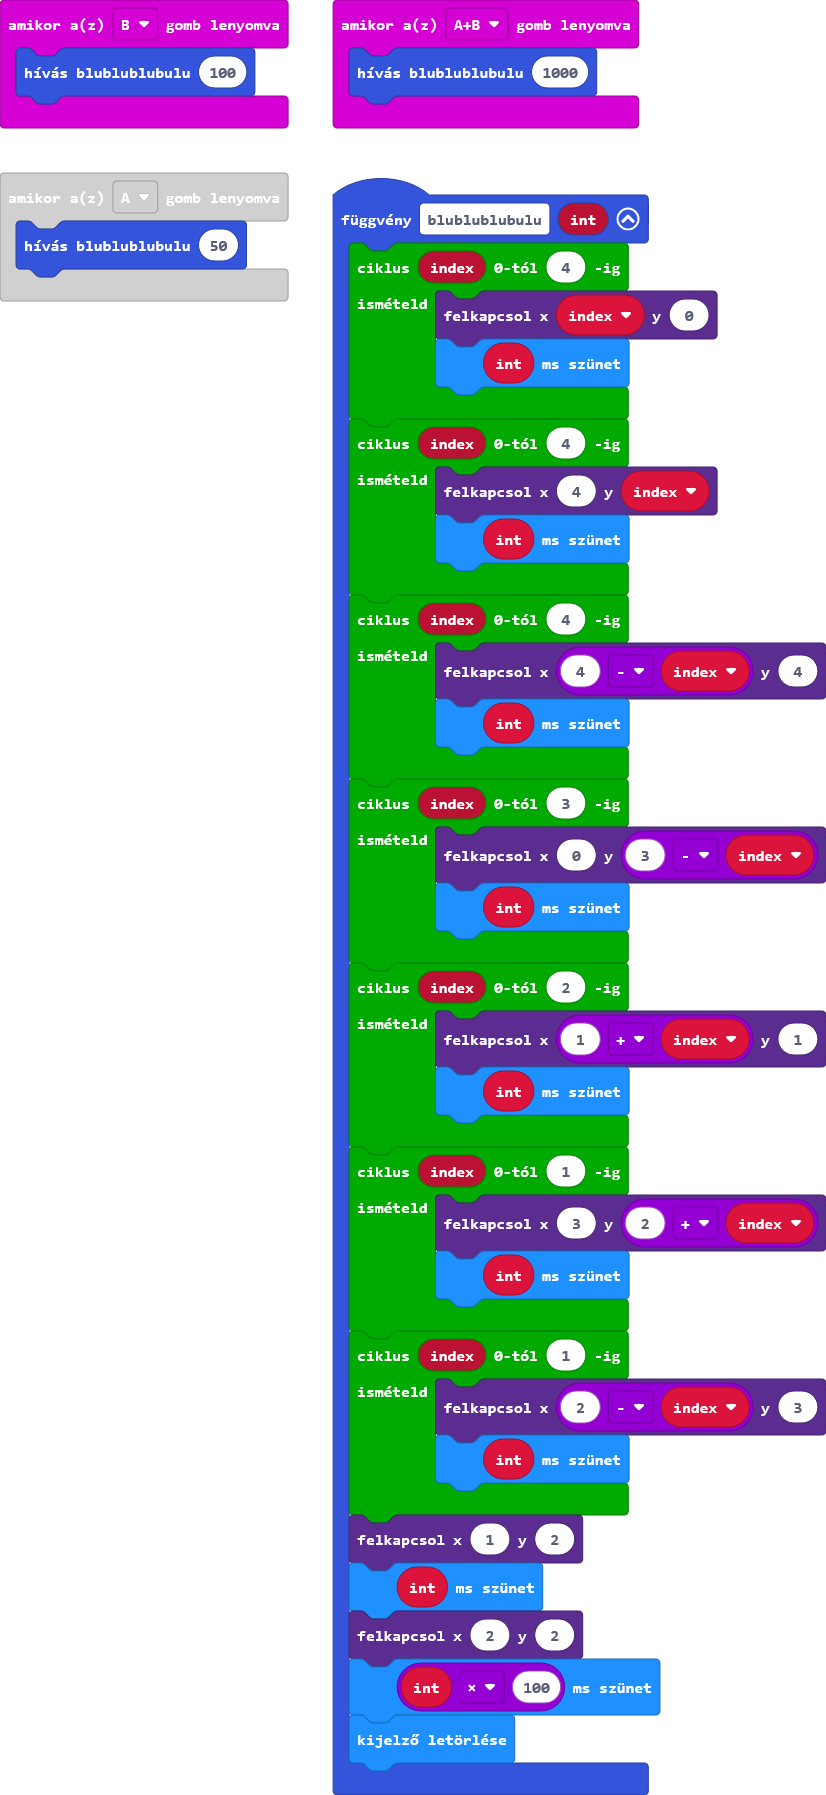 amikor a(z) B gomb lenyomva
hívás blublublubulu 100
amikor a(z) A+B gomb lenyomva
hívás blublublubulu 1000
amikor a(z) A gomb lenyomva
hívás blublublubulu 50
függvény blublublubulu int
ciklus index 0-tól 4 -ig
ismételd
felkapcsol x index y 0
int ms szünet
ciklus index 0-tól 4 -ig
ismételd
felkapcsol x 4 y index
int ms szünet
ciklus index 0-tól 4 -ig
ismételd
felkapcsol x 4 - index y 4
int ms szünet
ciklus index 0-tól 3 -ig
ismételd
felkapcsol x 0 y 3 - index
int ms szünet
ciklus index 0-tól 2 -ig
ismételd
felkapcsol x 1 + index y 1
int ms szünet
ciklus index 0-tól 1 -ig
ismételd
felkapcsol x 3 y 2 + index
int ms szünet
ciklus index 0-tól 1 -ig
ismételd
felkapcsol x 2 - index y 3
int ms szünet
felkapcsol x 1 y 2
int ms szünet
felkapcsol x 2 y 2
int × 100 ms szünet
kijelző letörlése